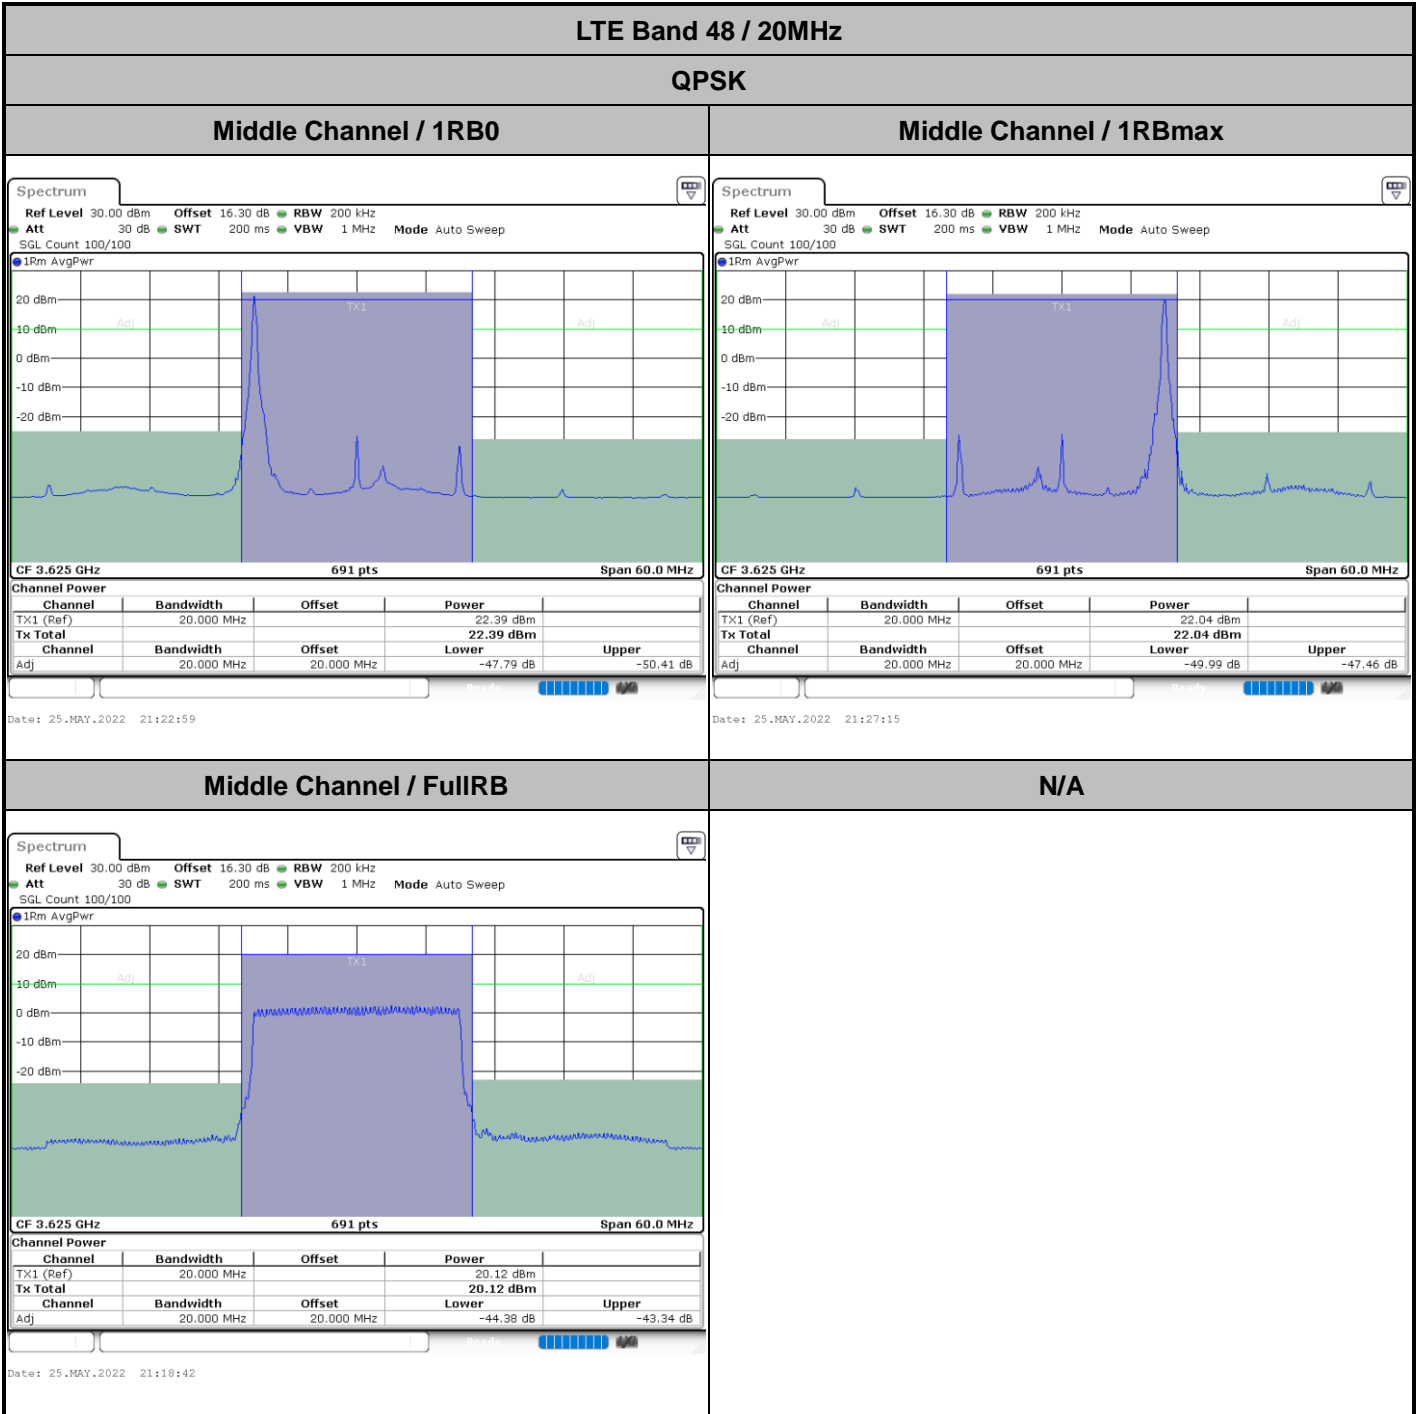 LTE Band 48 / 20MHz
QPSK
Middle Channel / 1RB0
Spectrum
Ref Level 30.00 dBm Offset 16.30 dB RBW 200 kHz
Att 30 dB SWT 200 ms VBW 1 MHz Mode Auto Sweep
SGL Count 100/100
1Rm AvgPwr
20 dBm
TX1
Adj
Adj
10 dBm
0 dBm
-10 dBm
-20 dBm
CF 3.625 GHz 691 pts Span 60.0 MHz
Channel Power
Channel Bandwidth Offset Power
TX1 (Ref) 20.000 MHz 22.39 dBm
Tx Total 22.39 dBm
Channel Bandwidth Offset Lower Upper
Adj 20.000 MHz 20.000 MHz -47.79 dB -50.41 dB
Ready
Date: 25.MAY.2022 21:22:59
Middle Channel / 1RBmax
Spectrum
Ref Level 30.00 dBm Offset 16.30 dB RBW 200 kHz
Att 30 dB SWT 200 ms VBW 1 MHz Mode Auto Sweep
SGL Count 100/100
1Rm AvgPwr
20 dBm
TX1
Adj
Adj
10 dBm
0 dBm
-10 dBm
-20 dBm
CF 3.625 GHz 691 pts Span 60.0 MHz
Channel Power
Channel Bandwidth Offset Power
TX1 (Ref) 20.000 MHz 22.04 dBm
Tx Total 22.04 dBm
Channel Bandwidth Offset Lower Upper
Adj 20.000 MHz 20.000 MHz -49.99 dB -47.46 dB
Ready
Date: 25.MAY.2022 21:27:15
Middle Channel / FullRB
Spectrum
Ref Level 30.00 dBm Offset 16.30 dB RBW 200 kHz
Att 30 dB SWT 200 ms VBW 1 MHz Mode Auto Sweep
SGL Count 100/100
1Rm AvgPwr
20 dBm
TX1
Adj
Adj
10 dBm
0 dBm
-10 dBm
-20 dBm
CF 3.625 GHz 691 pts Span 60.0 MHz
Channel Power
Channel Bandwidth Offset Power
TX1 (Ref) 20.000 MHz 20.12 dBm
Tx Total 20.12 dBm
Channel Bandwidth Offset Lower Upper
Adj 20.000 MHz 20.000 MHz -44.38 dB -43.34 dB
Ready
Date: 25.MAY.2022 21:18:42
N/A